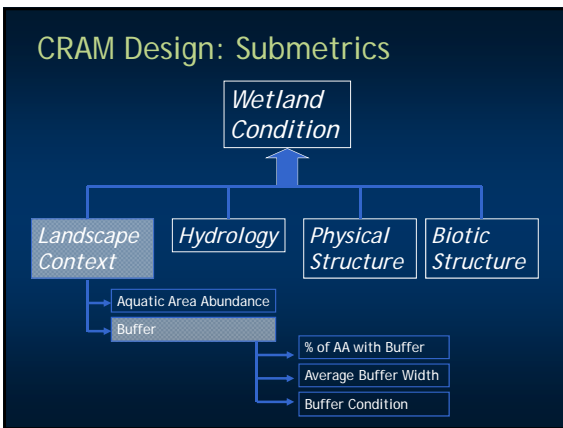 CRAM Design: Submetrics
Wetland
Condition
Landscape
Context
Hydrology
Physical
Structure
Biotic
Structure
Aquatic Area Abundance
Buffer
% of AA with Buffer
Average Buffer Width
Buffer Condition